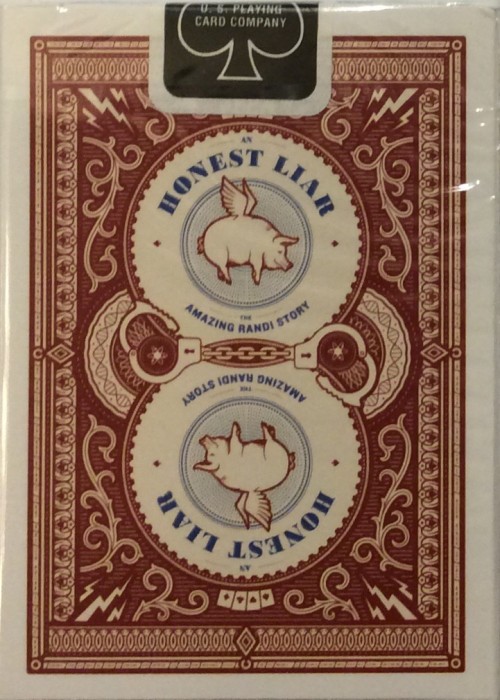 U. S. PLAYING
CARD COMPANY
AN
HONEST LIAR
THE
AMAZING RANDI STORY
THE
AMAZING RANDI STORY
AN
HONEST LIAR